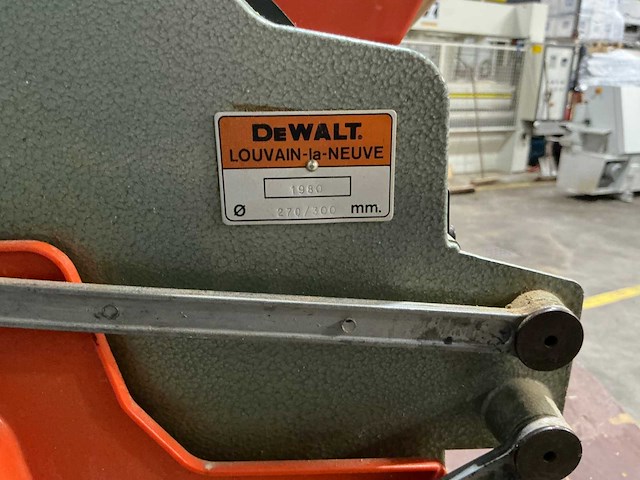 DEWALT®
LOUVAIN-la-NEUVE
1980
Ø 270/300 mm.